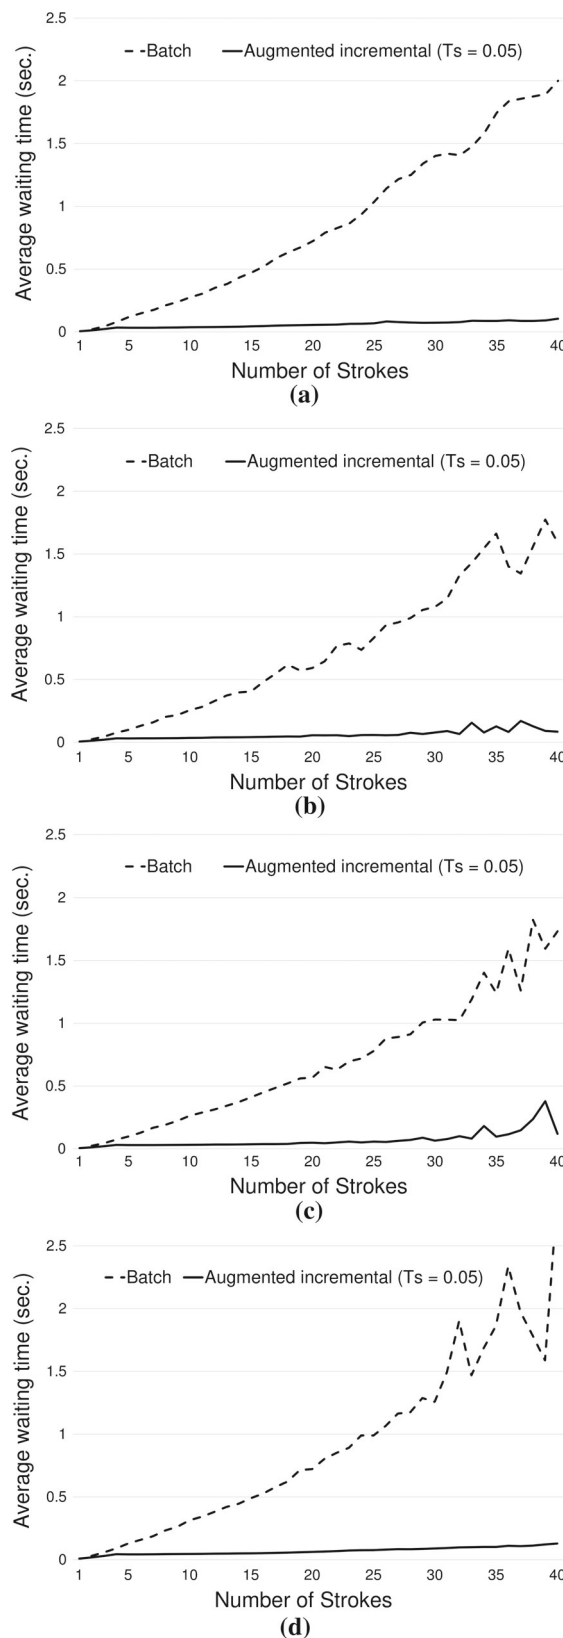 2.5
Batch Augmented incremental (Ts = 0.05)
2
1.5
1
0.5
0
Average waiting time (sec.)
1 5 10 15 20 25 30 35 40
Number of Strokes
(a)
2.5
Batch Augmented incremental (Ts = 0.05)
2
1.5
1
0.5
0
Average waiting time (sec.)
1 5 10 15 20 25 30 35 40
Number of Strokes
(b)
2.5
Batch Augmented incremental (Ts = 0.05)
2
1.5
1
0.5
0
Average waiting time (sec.)
1 5 10 15 20 25 30 35 40
Number of Strokes
(c)
2.5
Batch Augmented incremental (Ts = 0.05)
2
1.5
1
0.5
0
Average waiting time (sec.)
1 5 10 15 20 25 30 35 40
Number of Strokes
(d)